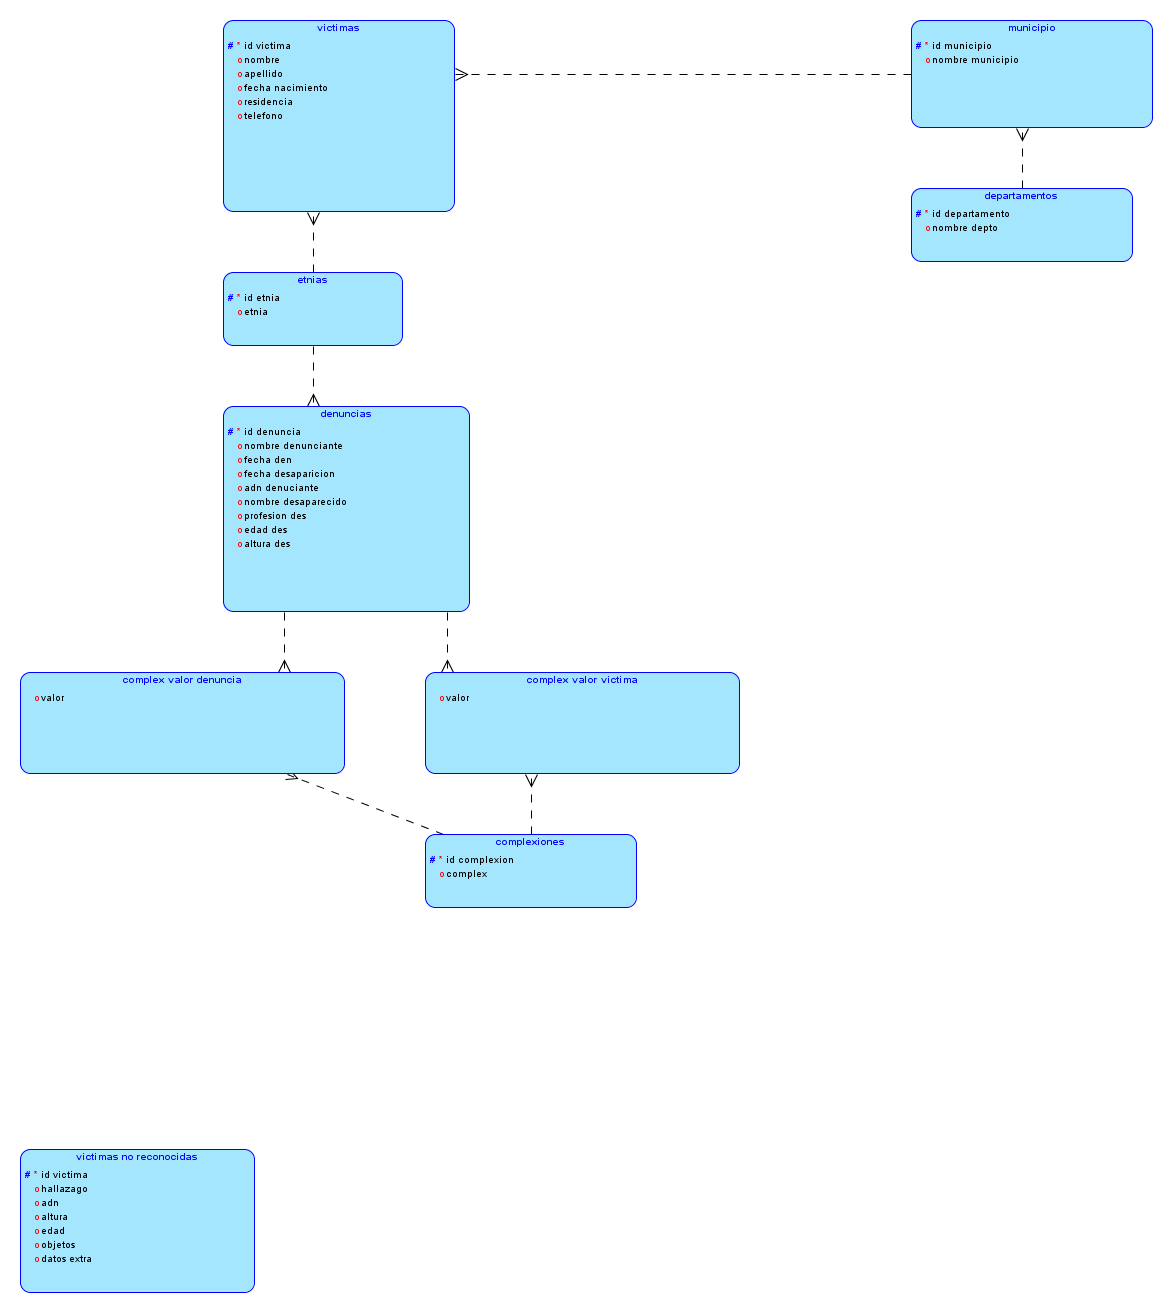 victimas
# * id victima
o nombre
o apellido
o fecha nacimiento
o residencia
o telefono
municipio
# * id municipio
o nombre municipio
departamentos
# * id departamento
o nombre depto
etnias
# * id etnia
o etnia
denuncias
# * id denuncia
o nombre denunciante
o fecha den
o fecha desaparicion
o adn denuciante
o nombre desaparecido
o profesion des
o edad des
o altura des
complex valor denuncia
o valor
complex valor victima
o valor
complexiones
# * id complexion
o complex
victimas no reconocidas
# * id victima
o hallazago
o adn
o altura
o edad
o objetos
o datos extra